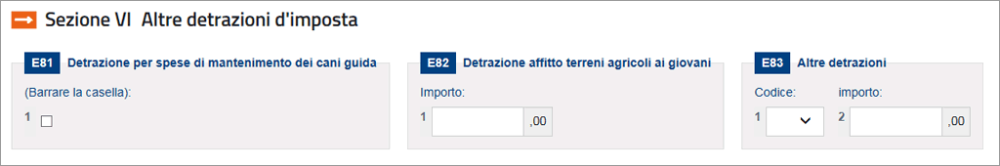 Sezione VI Altre detrazioni d'imposta
E81 Detrazione per spese di mantenimento dei cani guida
(Barrare la casella):
1
E82 Detrazione affitto terreni agricoli ai giovani
Importo:
1 ,00
E83 Altre detrazioni
Codice: importo:
1 2 ,00